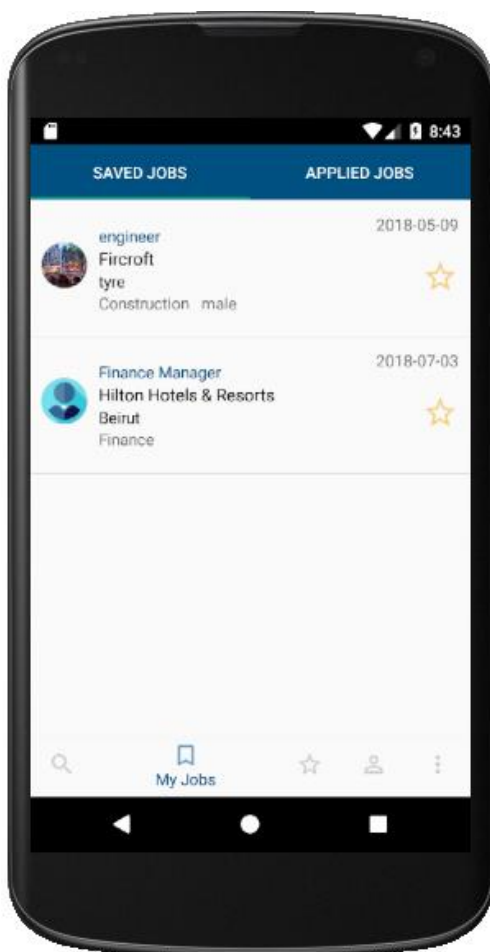 8:43
SAVED JOBS APPLIED JOBS
2018-05-09
engineer
Fircroft
tyre
Construction male
2018-07-03
Finance Manager
Hilton Hotels & Resorts
Beirut
Finance
My Jobs